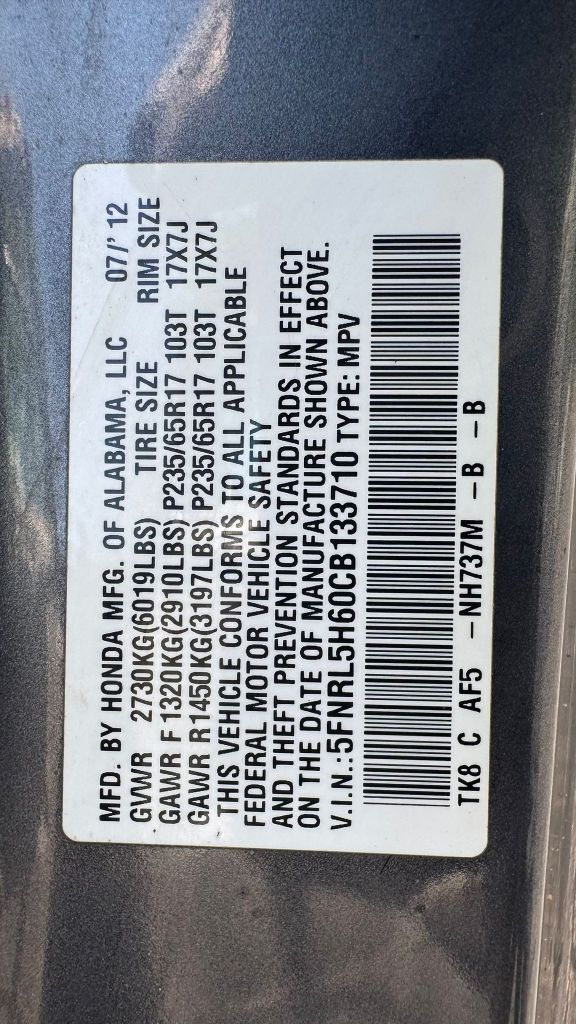 MFD. BY HONDA MFG. OF ALABAMA, LLC 07/' 12
GVWR 2730KG(6019LBS) TIRE SIZE RIM SIZE
GAWR F 1320KG(2910LBS) P235/65R17 103T 17X7J
GAWR R1450KG(3197LBS) P235/65R17 103T 17X7J
THIS VEHICLE CONFORMS TO ALL APPLICABLE
FEDERAL MOTOR VEHICLE SAFETY
AND THEFT PREVENTION STANDARDS IN EFFECT
ON THE DATE OF MANUFACTURE SHOWN ABOVE.
V.I.N.:5FNRL5H60CB133710 TYPE: MPV
TK8 C AF5 -NH737M -B -B